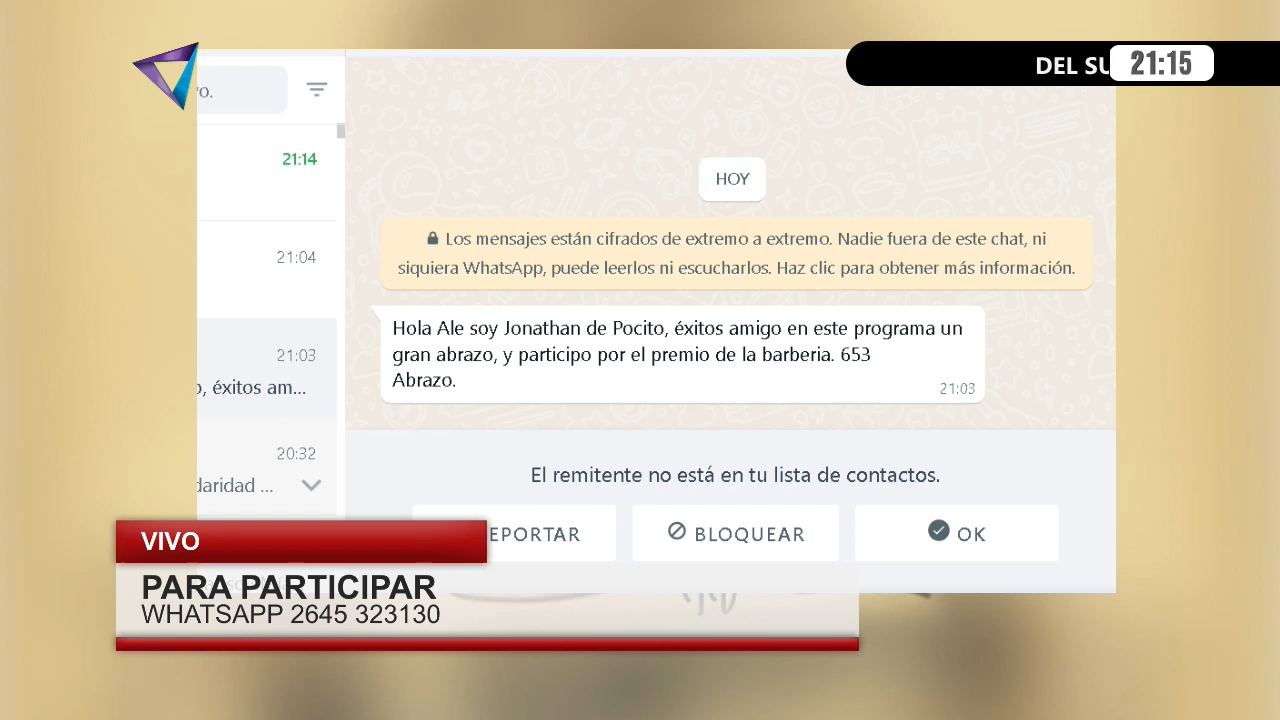 DEL SU
21:15
vo.
21:14
HOY
21:04
Los mensajes están cifrados de extremo a extremo. Nadie fuera de este chat, ni
siquiera WhatsApp, puede leerlos ni escucharlos. Haz clic para obtener más información.
21:03
o, éxitos am...
Hola Ale soy Jonathan de Pocito, éxitos amigo en este programa un
gran abrazo, y participo por el premio de la barberia. 653
Abrazo.
21:03
20:32
daridad ...
El remitente no está en tu lista de contactos.
EPORTAR
BLOQUEAR
OK
VIVO
PARA PARTICIPAR
WHATSAPP 2645 323130